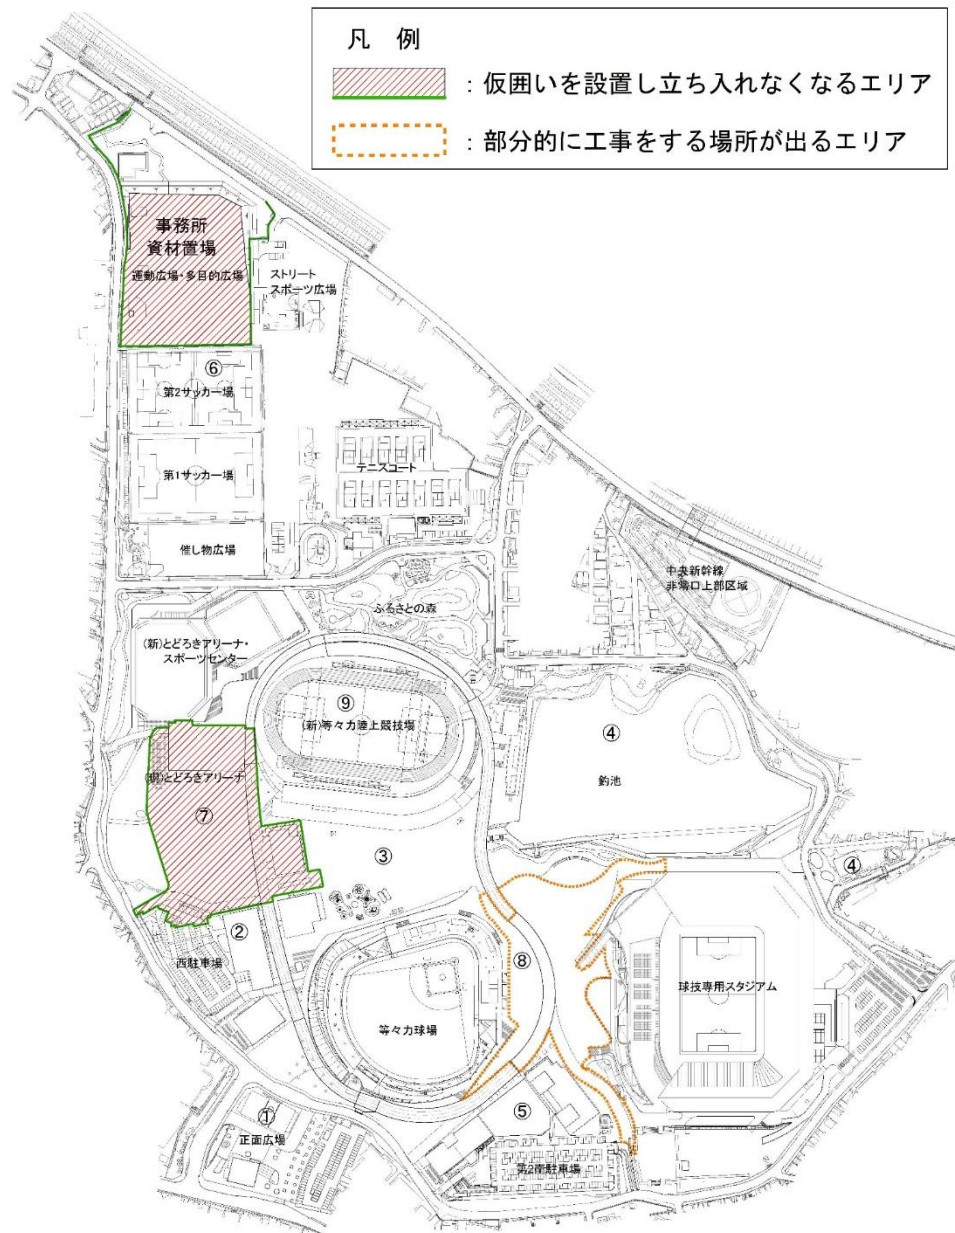 凡 例
：仮囲いを設置し立ち入れなくなるエリア
：部分的に工事をする場所が出るエリア
事務所
資材置場
運動広場・多目的広場
ストリート
スポーツ広場
⑥
第2サッカー場
第1サッカー場
テニスコート
催し物広場
中央新幹線
非常口上部区域
ふるさとの森
(新)とどろきアリーナ・
スポーツセンター
⑨
(新)等々力陸上競技場
④
釣池
(現)とどろきアリーナ
⑦
③
④
②
西駐車場
⑧
球技専用スタジアム
等々力球場
⑤
①
正面広場
第2南駐車場